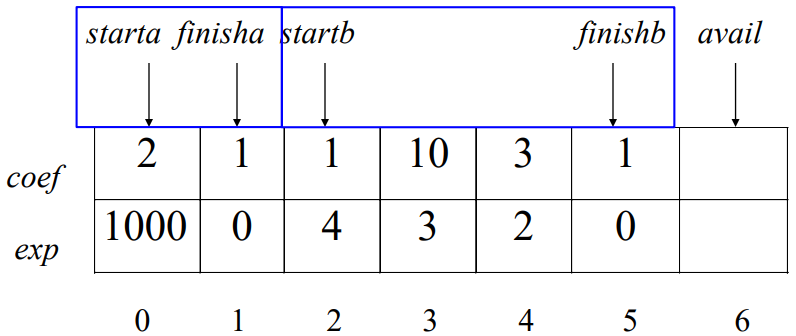 starta finisha startb finishb avail
coef 2 1 1 10 3 1
exp 1000 0 4 3 2 0
0 1 2 3 4 5 6